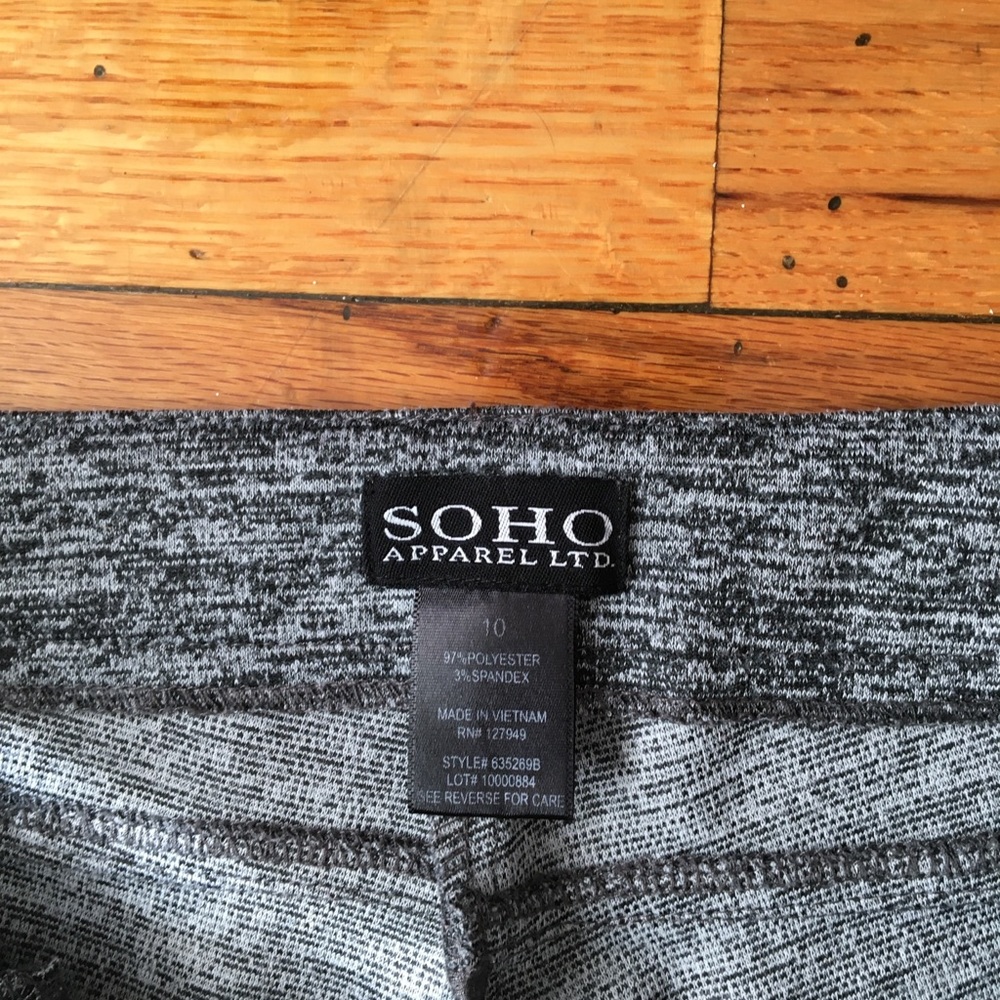 SOHO
APPAREL LTD.
10
97%POLYESTER
3%SPANDEX
MADE IN VIETNAM
RN# 127949
STYLE# 635269B
LOT# 10000884
SEE REVERSE FOR CARE